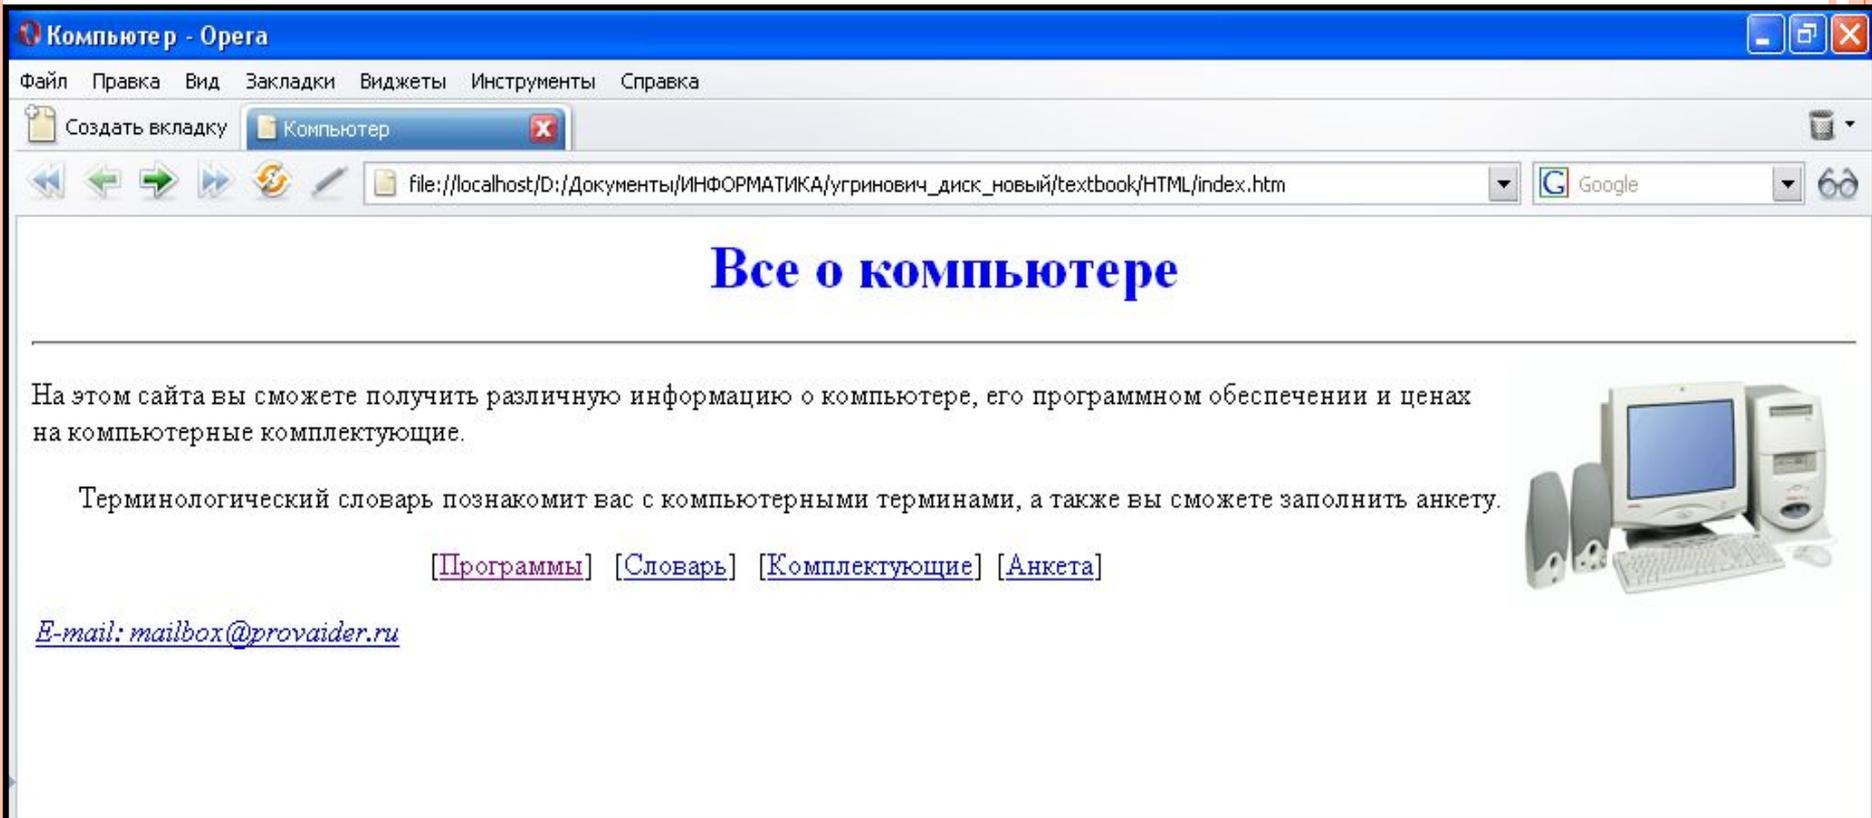 Компьютер - Opera
Файл Правка Вид Закладки Виджеты Инструменты Справка
Создать вкладку Компьютер
file://localhost/D:/Документы/ИНФОРМАТИКА/угринович_диск_новый/textbook/HTML/index.htm G Google
Все о компьютере
На этом сайта вы сможете получить различную информацию о компьютере, его программном обеспечении и ценах
на компьютерные комплектующие.
Терминологический словарь познакомит вас с компьютерными терминами, а также вы сможете заполнить анкету.
[Программы] [Словарь] [Комплектующие] [Анкета]
E-mail: mailbox@provaider.ru